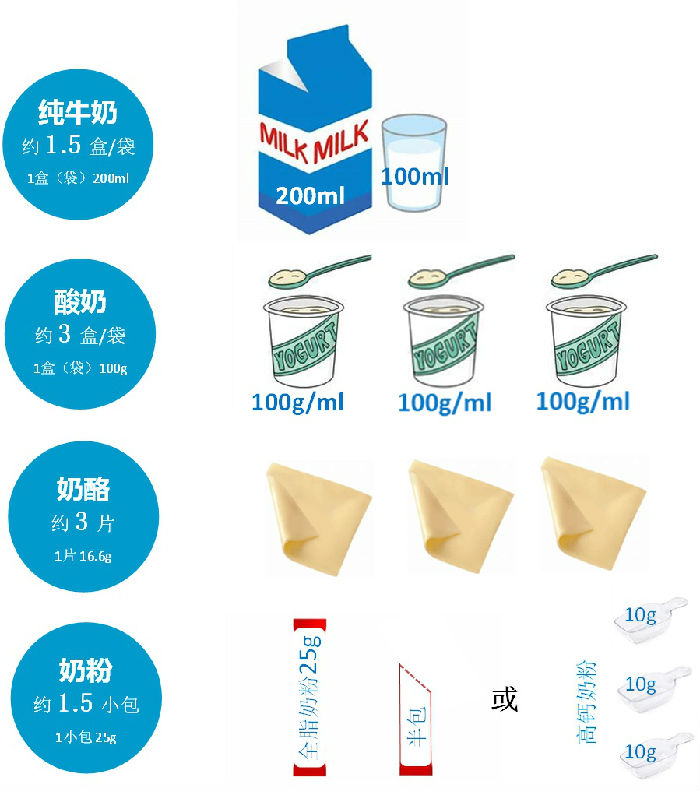 纯牛奶
约 1.5 盒/袋
1盒（袋）200ml
MILK MILK
200ml
100ml
酸奶
约 3 盒/袋
1盒（袋）100g
YOGURT
YOGURT
YOGURT
100g/ml
100g/ml
100g/ml
奶酪
约 3 片
1片 16.6g
奶粉
约 1.5 小包
1小包 25g
全脂奶粉25g
半包
或
高钙奶粉
10g
10g
10g